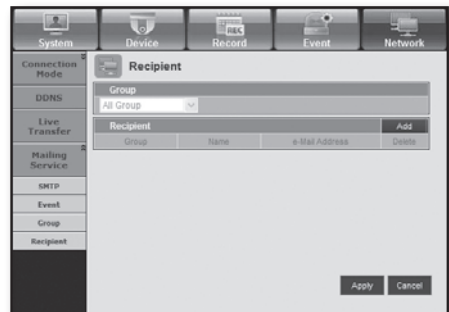 System Device Record Event Network
REC
Connection Mode
DDNS
Live Transfer
Mailing Service
SMTP
Event
Group
Recipient
Recipient
Group
All Group
Recipient Add
Group Name e-Mail Address Delete
Apply Cancel